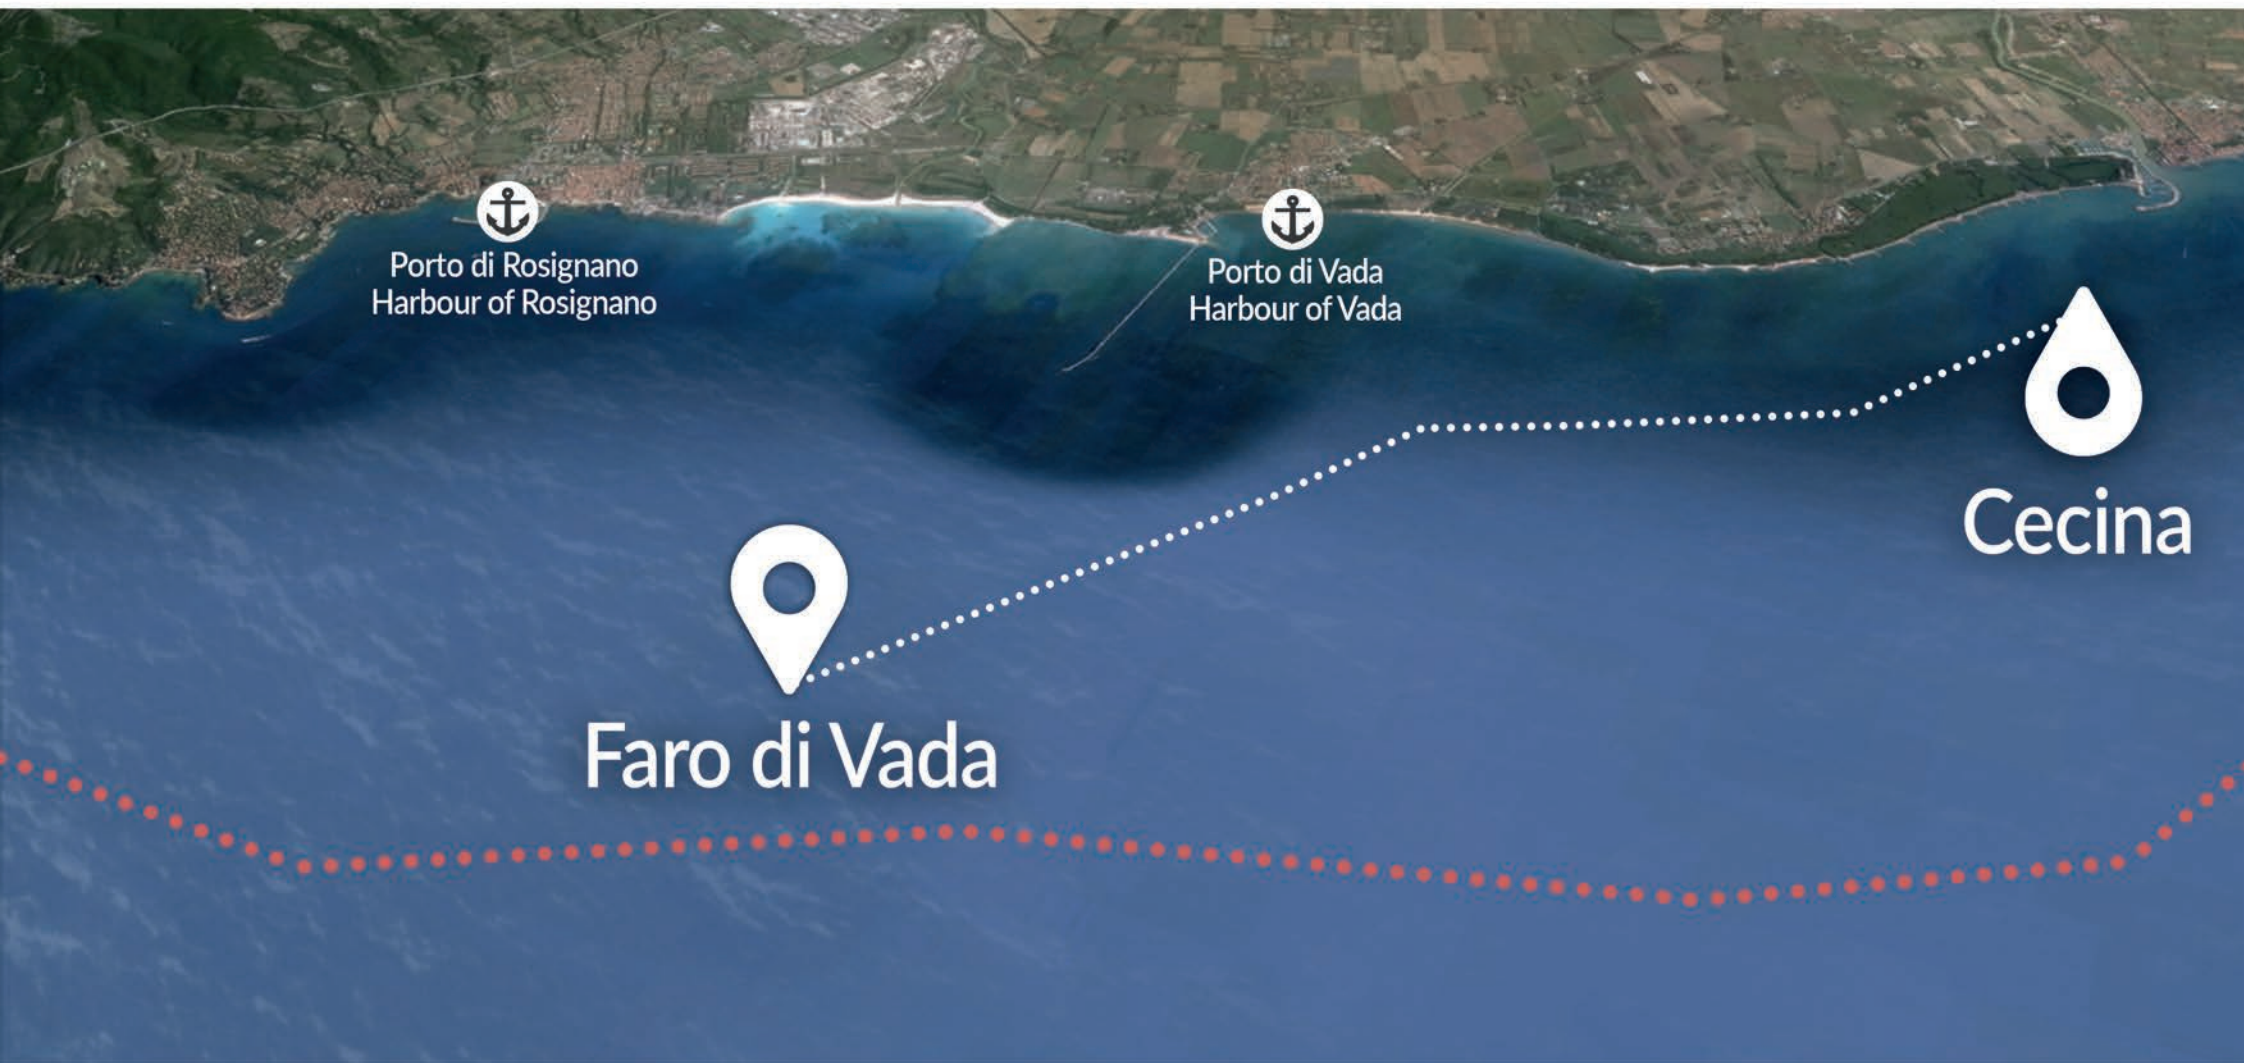 Porto di Rosignano
Harbour of Rosignano
Porto di Vada
Harbour of Vada
Cecina
Faro di Vada